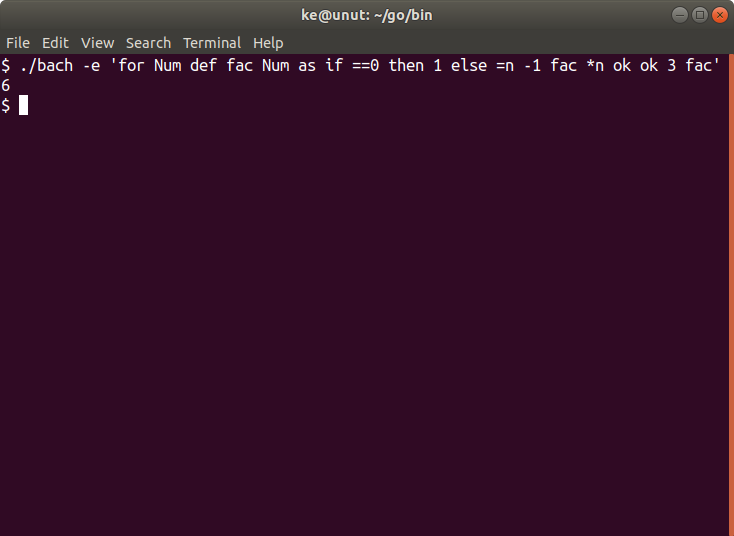 ke@unut: ~/go/bin
File Edit View Search Terminal Help
$ ./bach -e 'for Num def fac Num as if ==0 then 1 else =n -1 fac *n ok ok 3 fac'
6
$